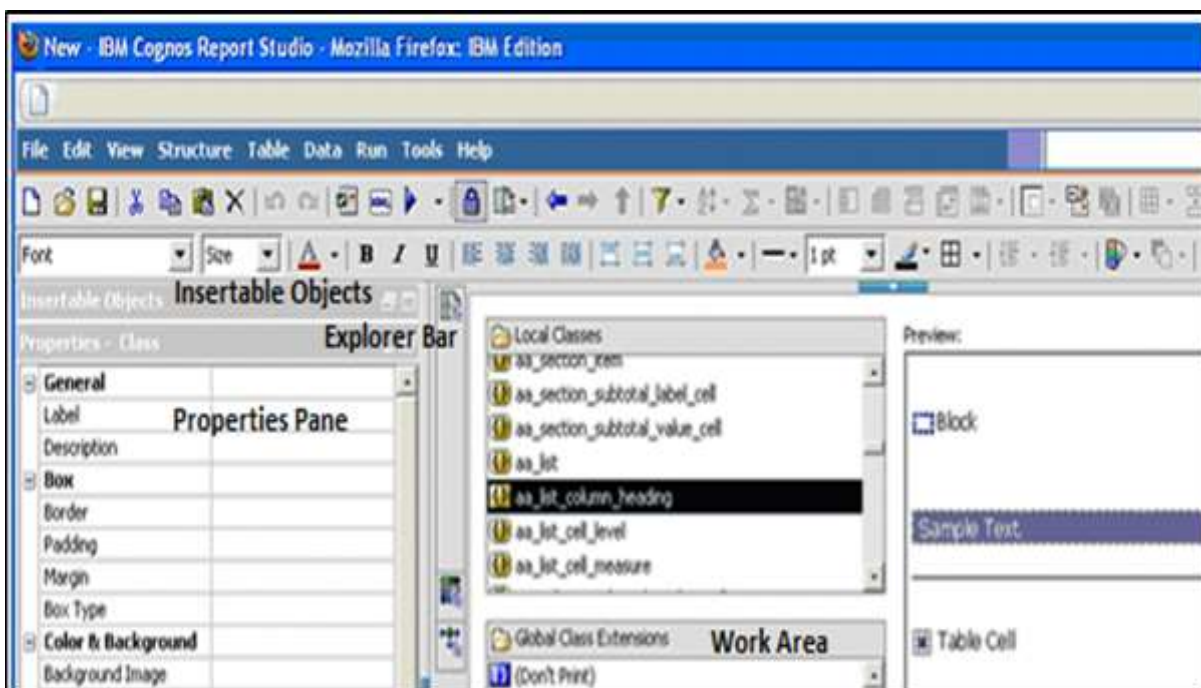 New - IBM Cognos Report Studio - Mozilla Firefox: IBM Edition
File Edit View Structure Table Data Run Tools Help
Font Size A B I U 1 pt
Insertable Objects Insertable Objects
Properties - Class Explorer Bar
General
Label
Properties Pane
Description
Box
Border
Padding
Margin
Box Type
Color & Background
Background Image
Local Classes
aa_section_item
aa_section_subtotal_label_cell
aa_section_subtotal_value_cell
aa_list
aa_list_column_heading
aa_list_cell_level
aa_list_cell_measure
Global Class Extensions
Work Area
(Don't Print)
Preview:
Block
Sample Text
Table Cell